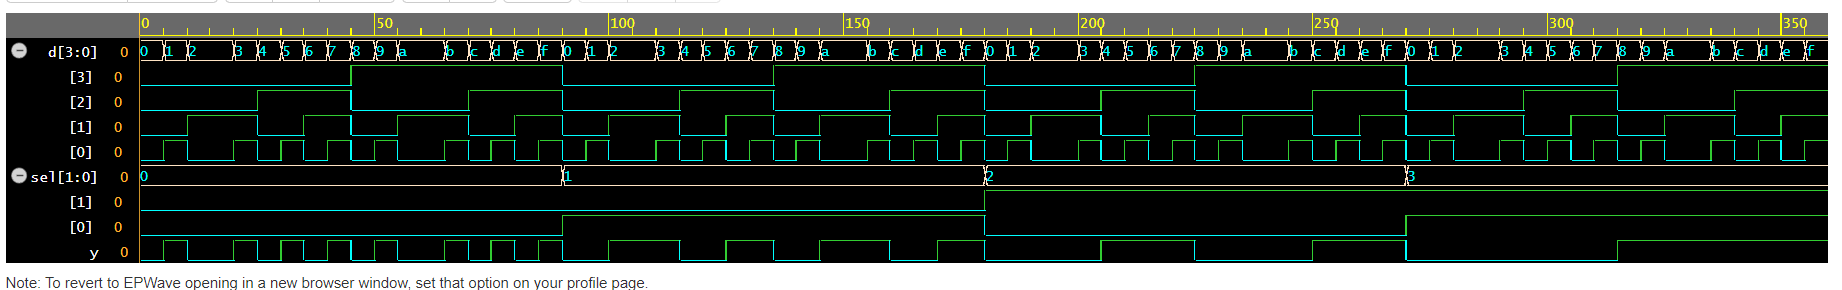 0 50 100 150 200 250 300 350
d[3:0] 0 0 1 2 3 4 5 6 7 8 9 a b c d e f 0 1 2 3 4 5 6 7 8 9 a b c d e f 0 1 2 3 4 5 6 7 8 9 a b c d e f 0 1 2 3 4 5 6 7 8 9 a b c d e f
[3] 0
[2] 0
[1] 0
[0] 0
sel[1:0] 0 0 1 2 3
[1] 0
[0] 0
y 0
Note: To revert to EPWave opening in a new browser window, set that option on your profile page.